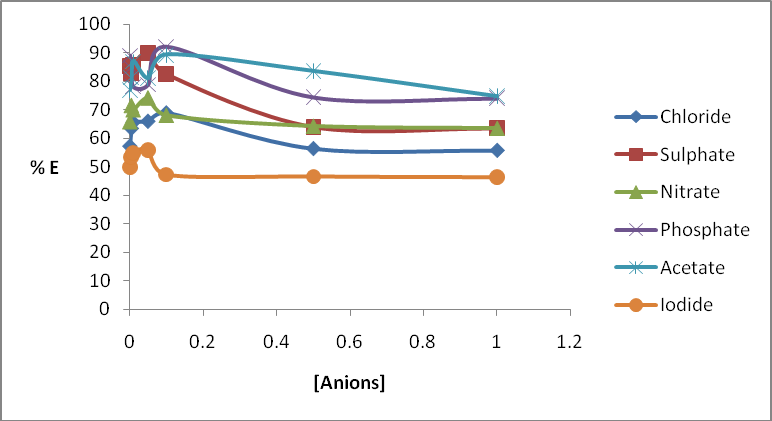 100
90
80
70
60
50
40
30
20
10
0
% E
0 0.2 0.4 0.6 0.8 1 1.2
[Anions]
Chloride
Sulphate
Nitrate
Phosphate
Acetate
Iodide